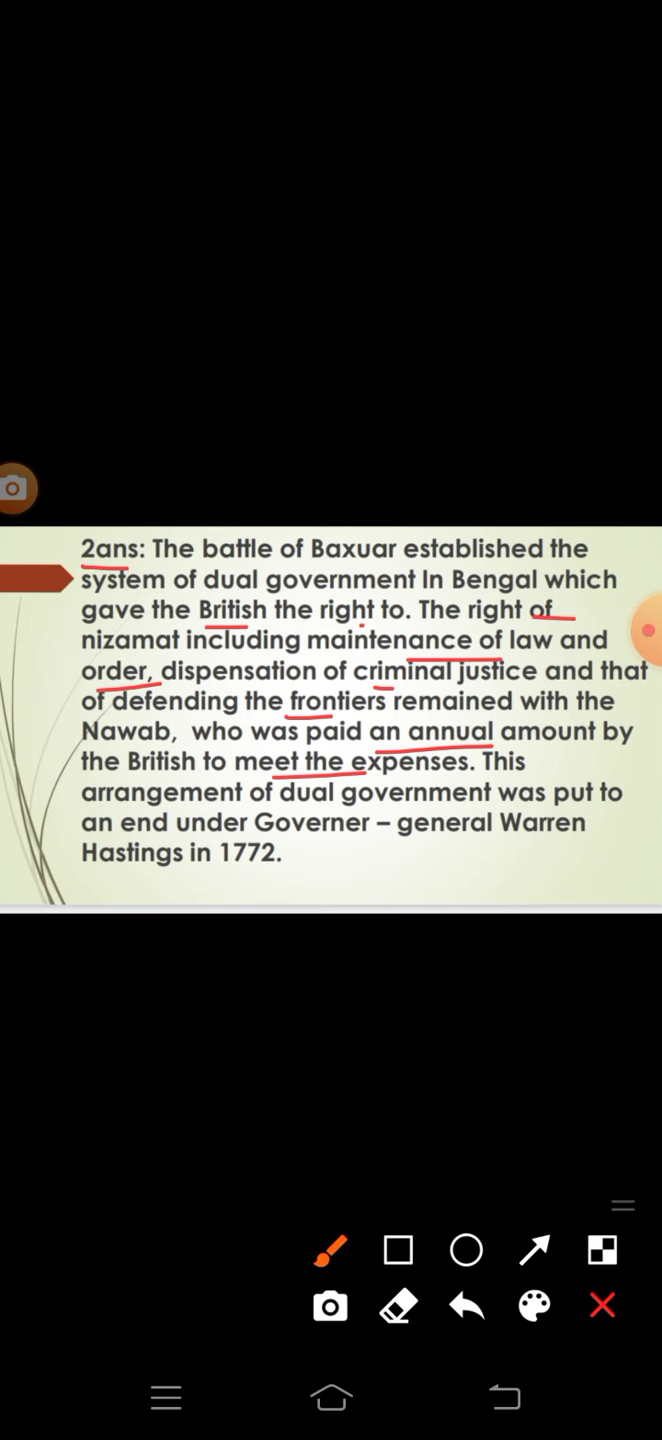 2ans: The battle of Baxuar established the
system of dual government In Bengal which
gave the British the right to. The right of
nizamat including maintenance of law and
order, dispensation of criminal justice and that
of defending the frontiers remained with the
Nawab, who was paid an annual amount by
the British to meet the expenses. This
arrangement of dual government was put to
an end under Governer – general Warren
Hastings in 1772.